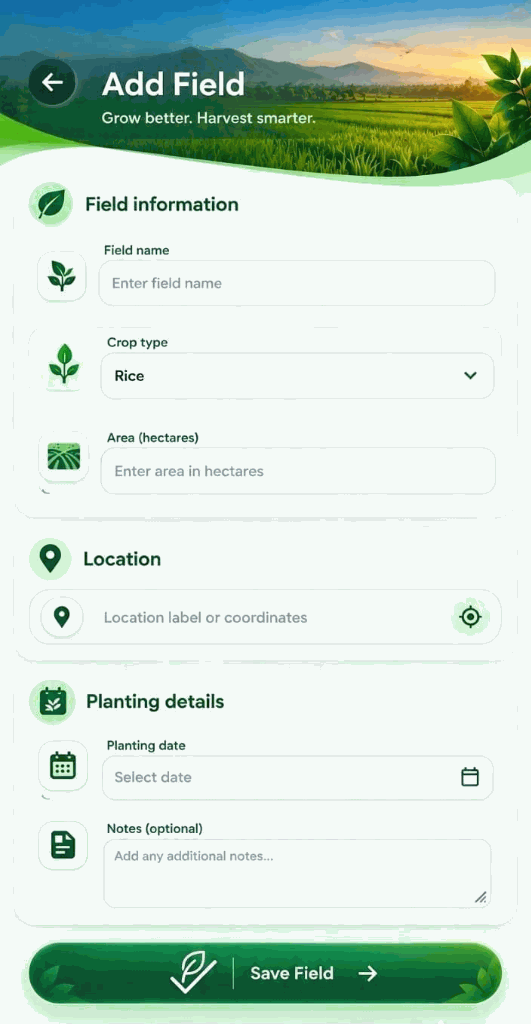 Add Field
Grow better. Harvest smarter.
Field information
Field name
Enter field name
Crop type
Rice
Area (hectares)
Enter area in hectares
Location
Location label or coordinates
Planting details
Planting date
Select date
Notes (optional)
Add any additional notes...
Save Field